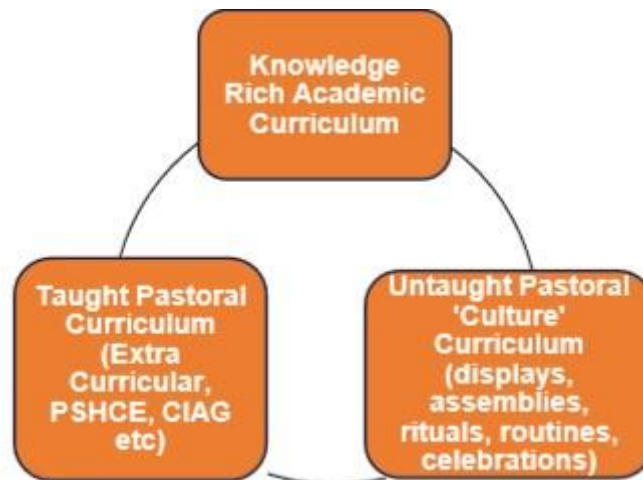 Knowledge
Rich Academic
Curriculum
Taught Pastoral
Curriculum
(Extra
Curricular,
PSHCE, CIAG
etc)
Untaught Pastoral
'Culture'
Curriculum
(displays,
assemblies,
rituals, routines,
celebrations)